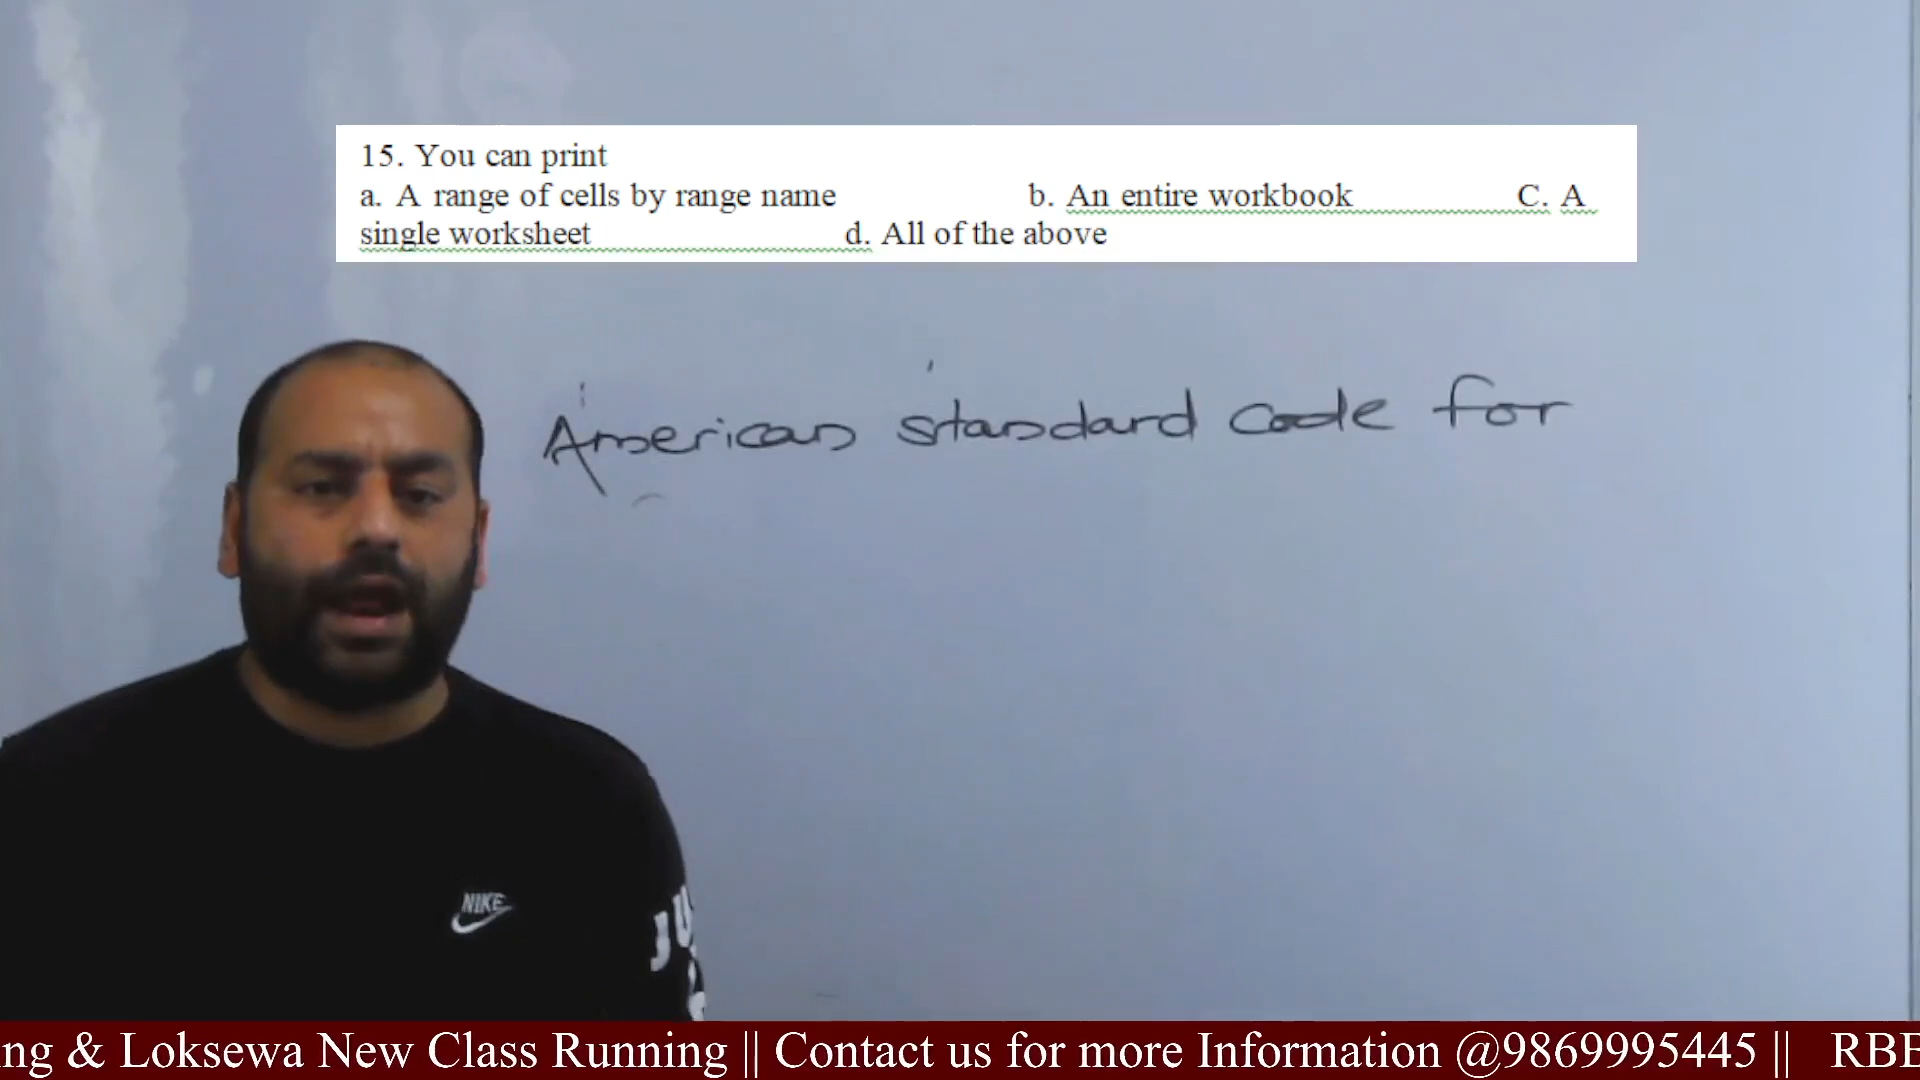 15. You can print
a. A range of cells by range name b. An entire workbook C. A
single worksheet d. All of the above
American standard code for
NIKE
JU
ng & Loksewa New Class Running || Contact us for more Information @9869995445 || RBE